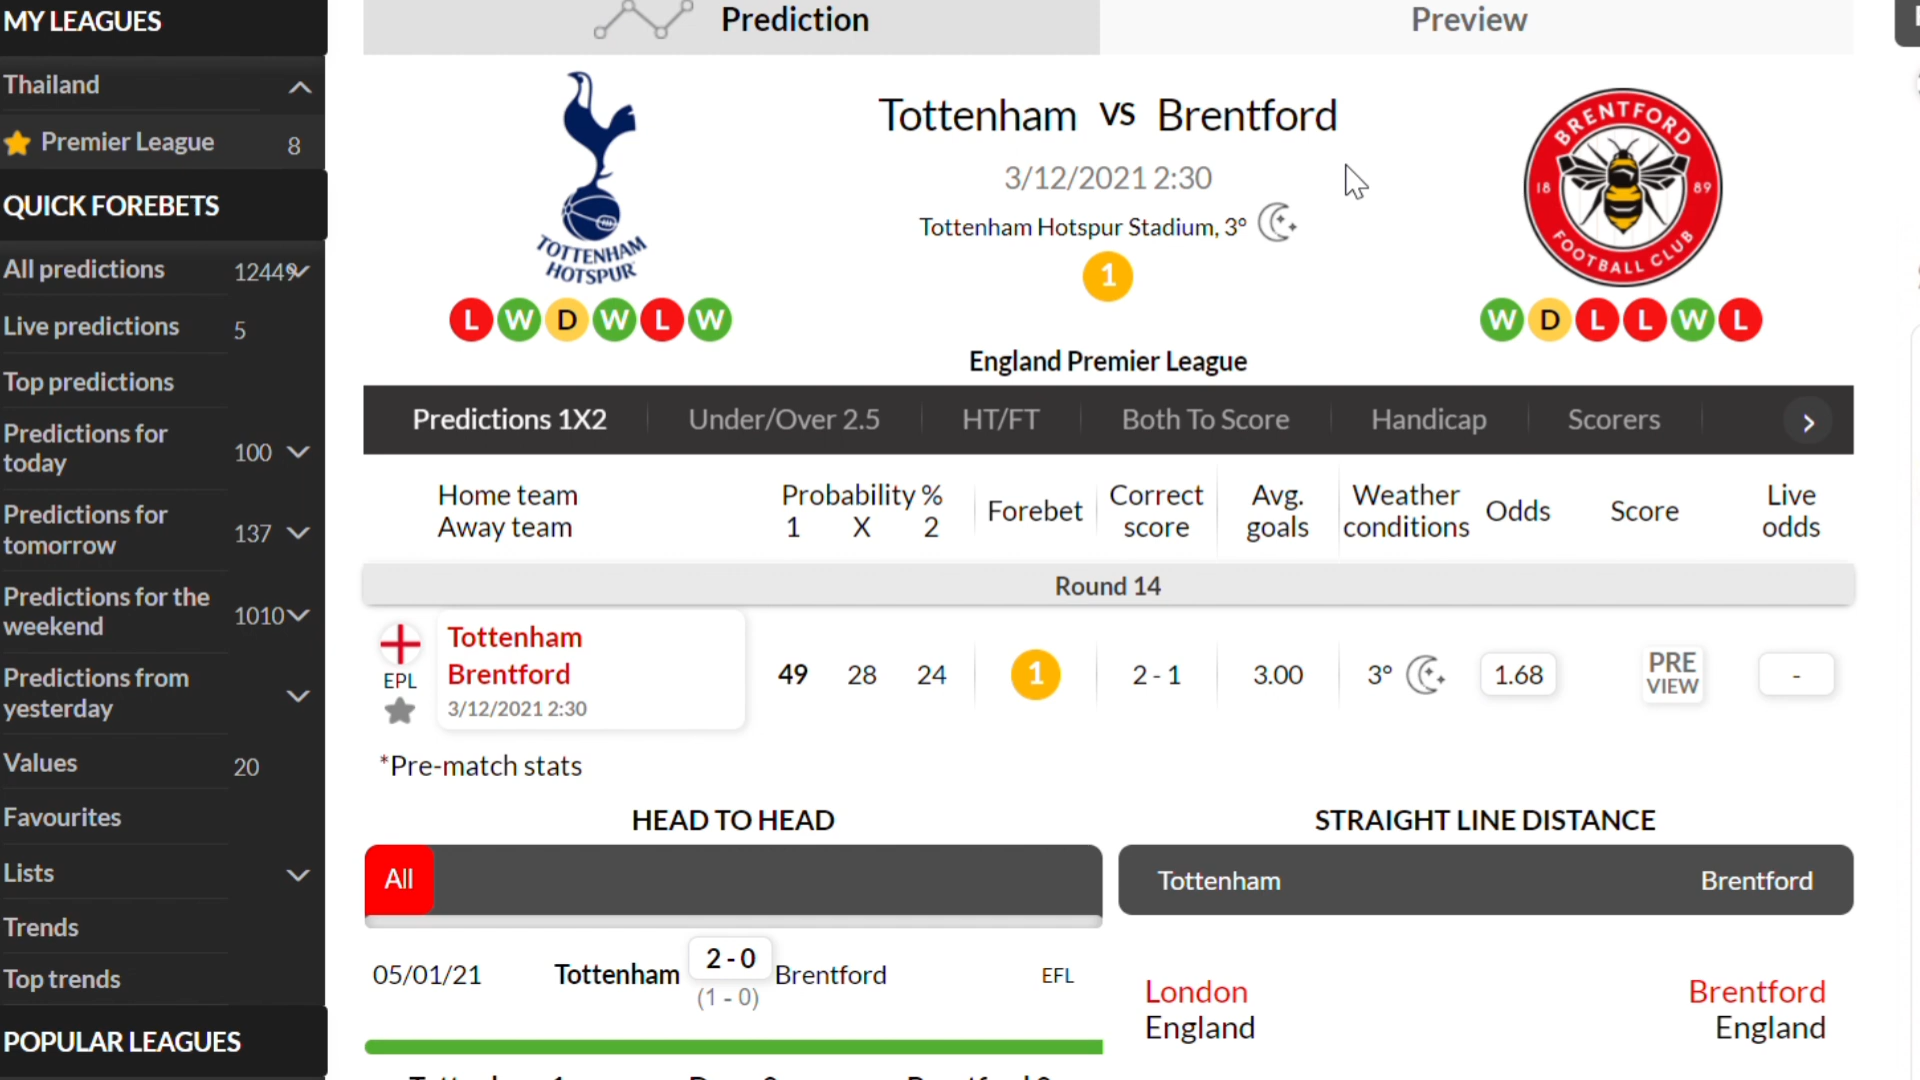 MY LEAGUES
Thailand
Premier League 8
QUICK FOREBETS
All predictions 12449
Live predictions 5
Top predictions
Predictions for
today 100
Predictions for
tomorrow 137
Predictions for the
weekend 1010
Predictions from
yesterday
Values 20
Favourites
Lists
Trends
Top trends
POPULAR LEAGUES
Prediction
Preview
Tottenham VS Brentford
3/12/2021 2:30
Tottenham Hotspur Stadium, 3°
1
TOTTENHAM
HOTSPUR
BRENTFORD
18 89
FOOTBALL CLUB
L W D W L W
W D L L W L
England Premier League
Predictions 1X2 Under/Over 2.5 HT/FT Both To Score Handicap Scorers
Home team
Away team
Probability %
1 X 2
Forebet
Correct
score
Avg.
goals
Weather
conditions
Odds
Score
Live
odds
Round 14
EPL
Tottenham
Brentford
3/12/2021 2:30
49 28 24 1 2 - 1 3.00 3° 1.68
PRE
VIEW
-
*Pre-match stats
HEAD TO HEAD
All
05/01/21 Tottenham 2 - 0 Brentford EFL
(1 - 0)
STRAIGHT LINE DISTANCE
Tottenham Brentford
London Brentford
England England